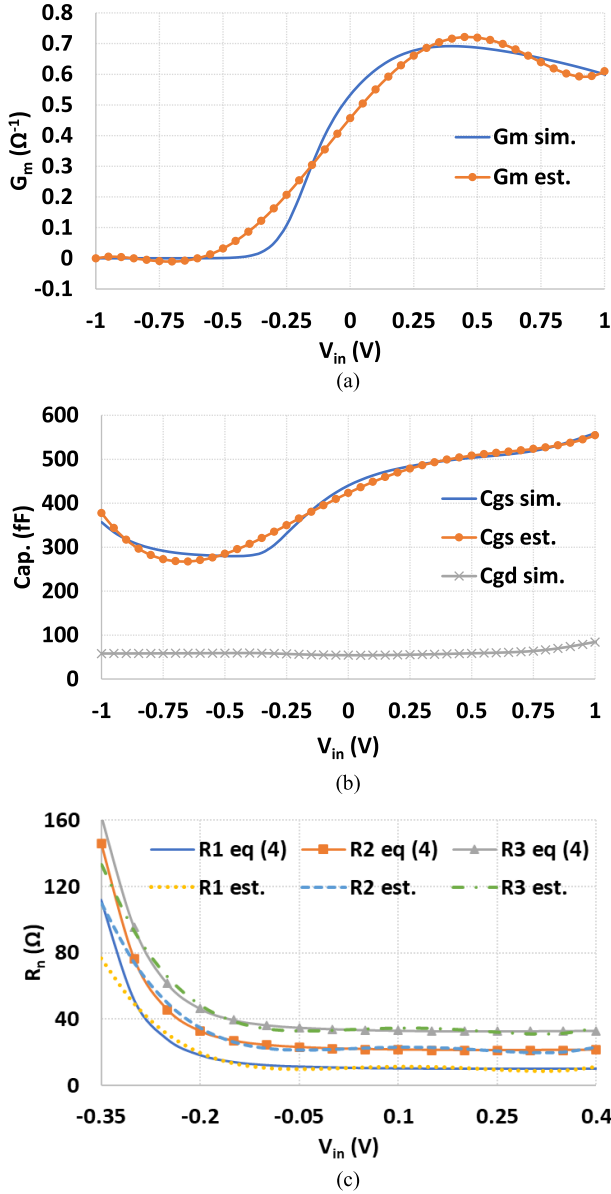 0.8
0.7
0.6
0.5
0.4
0.3
0.2
0.1
0
-0.1
Gm (Ω-1)
Gm sim.
Gm est.
-1 -0.75 -0.5 -0.25 0 0.25 0.5 0.75 1
Vin (V)
(a)
600
500
400
300
200
100
0
Cap. (fF)
Cgs sim.
Cgs est.
Cgd sim.
-1 -0.75 -0.5 -0.25 0 0.25 0.5 0.75 1
Vin (V)
(b)
160
120
80
40
0
Rn (Ω)
R1 eq (4) R2 eq (4) R3 eq (4)
R1 est. R2 est. R3 est.
-0.35 -0.2 -0.05 0.1 0.25 0.4
Vin (V)
(c)